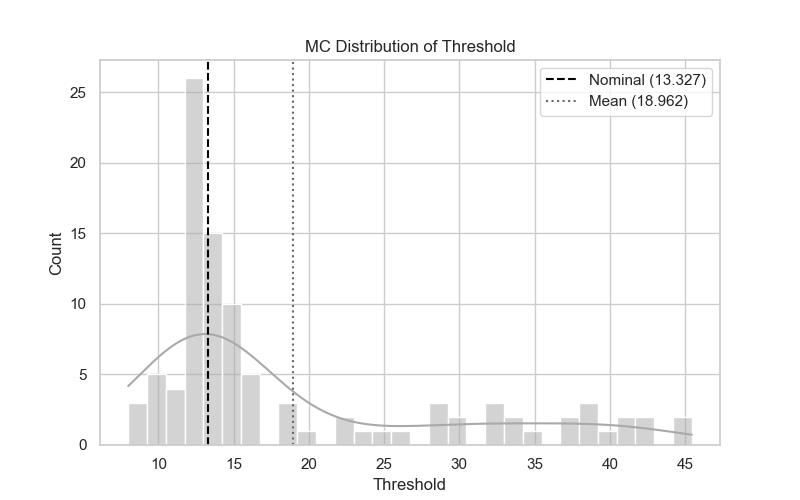 MC Distribution of Threshold
Nominal (13.327)
Mean (18.962)
Count
25
20
15
10
5
0
10 15 20 25 30 35 40 45
Threshold